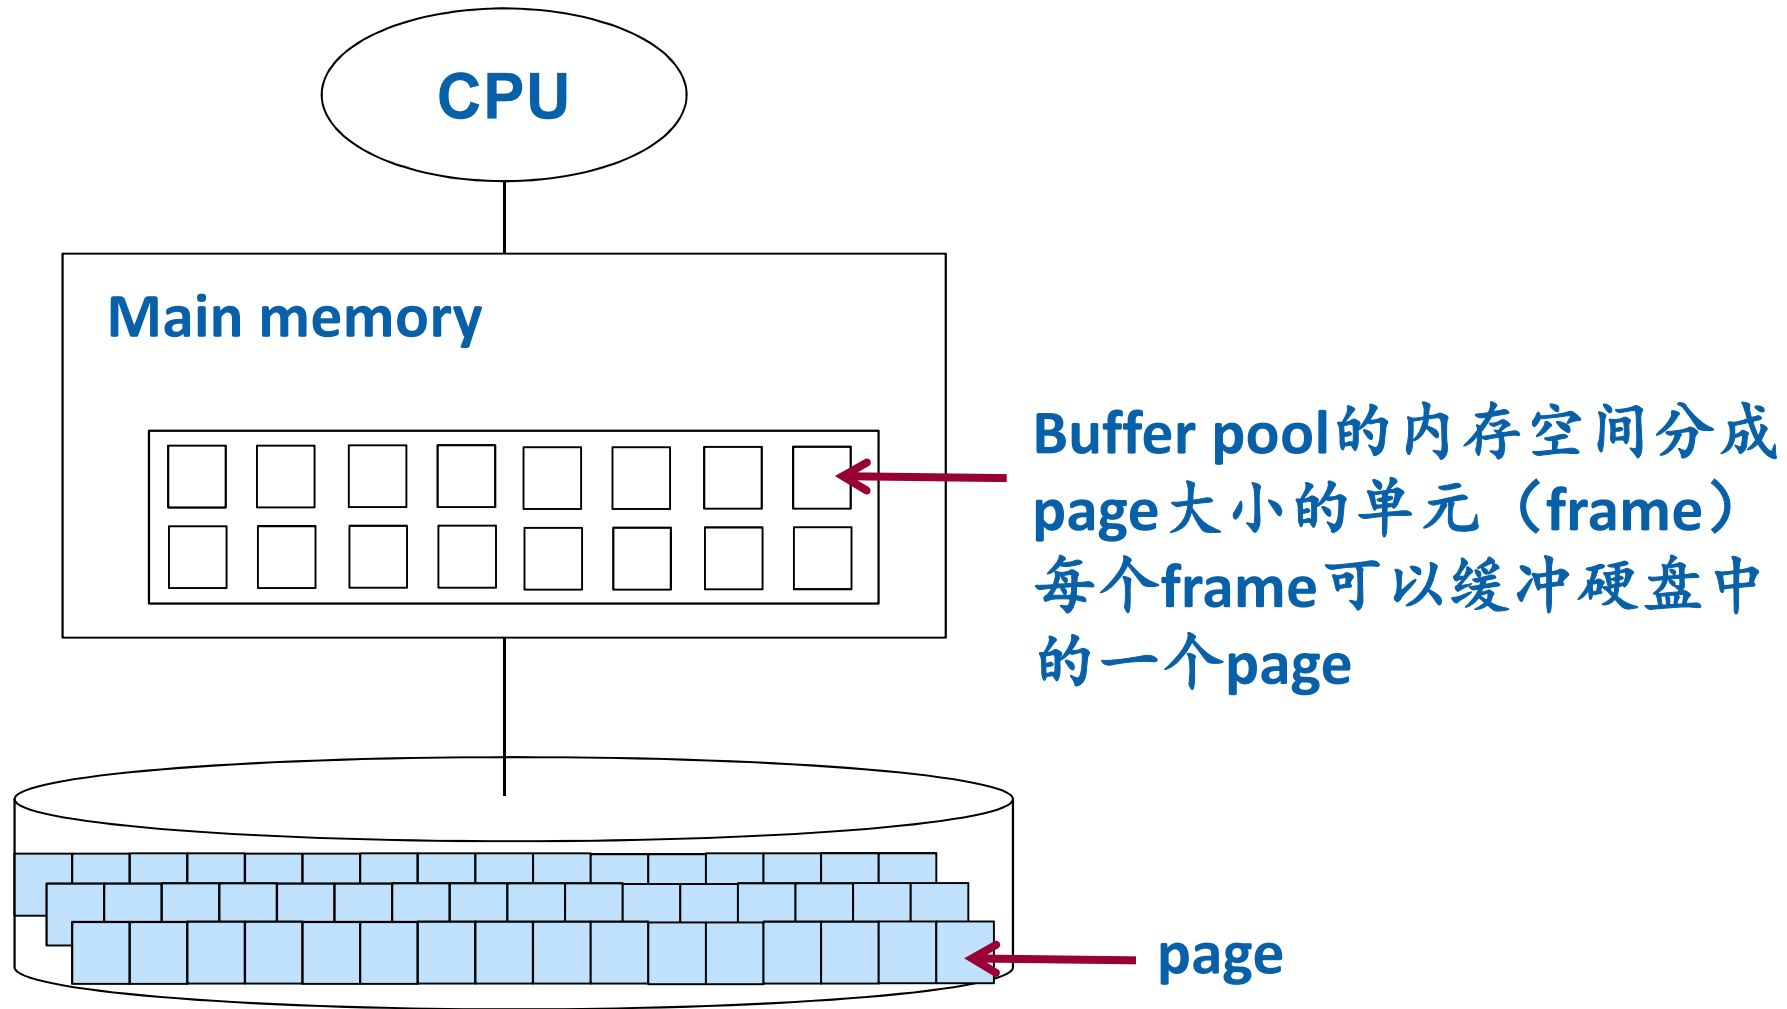 CPU
Main memory
Buffer pool的内存空间分成
page大小的单元（frame）
每个frame可以缓冲硬盘中
的一个page
page